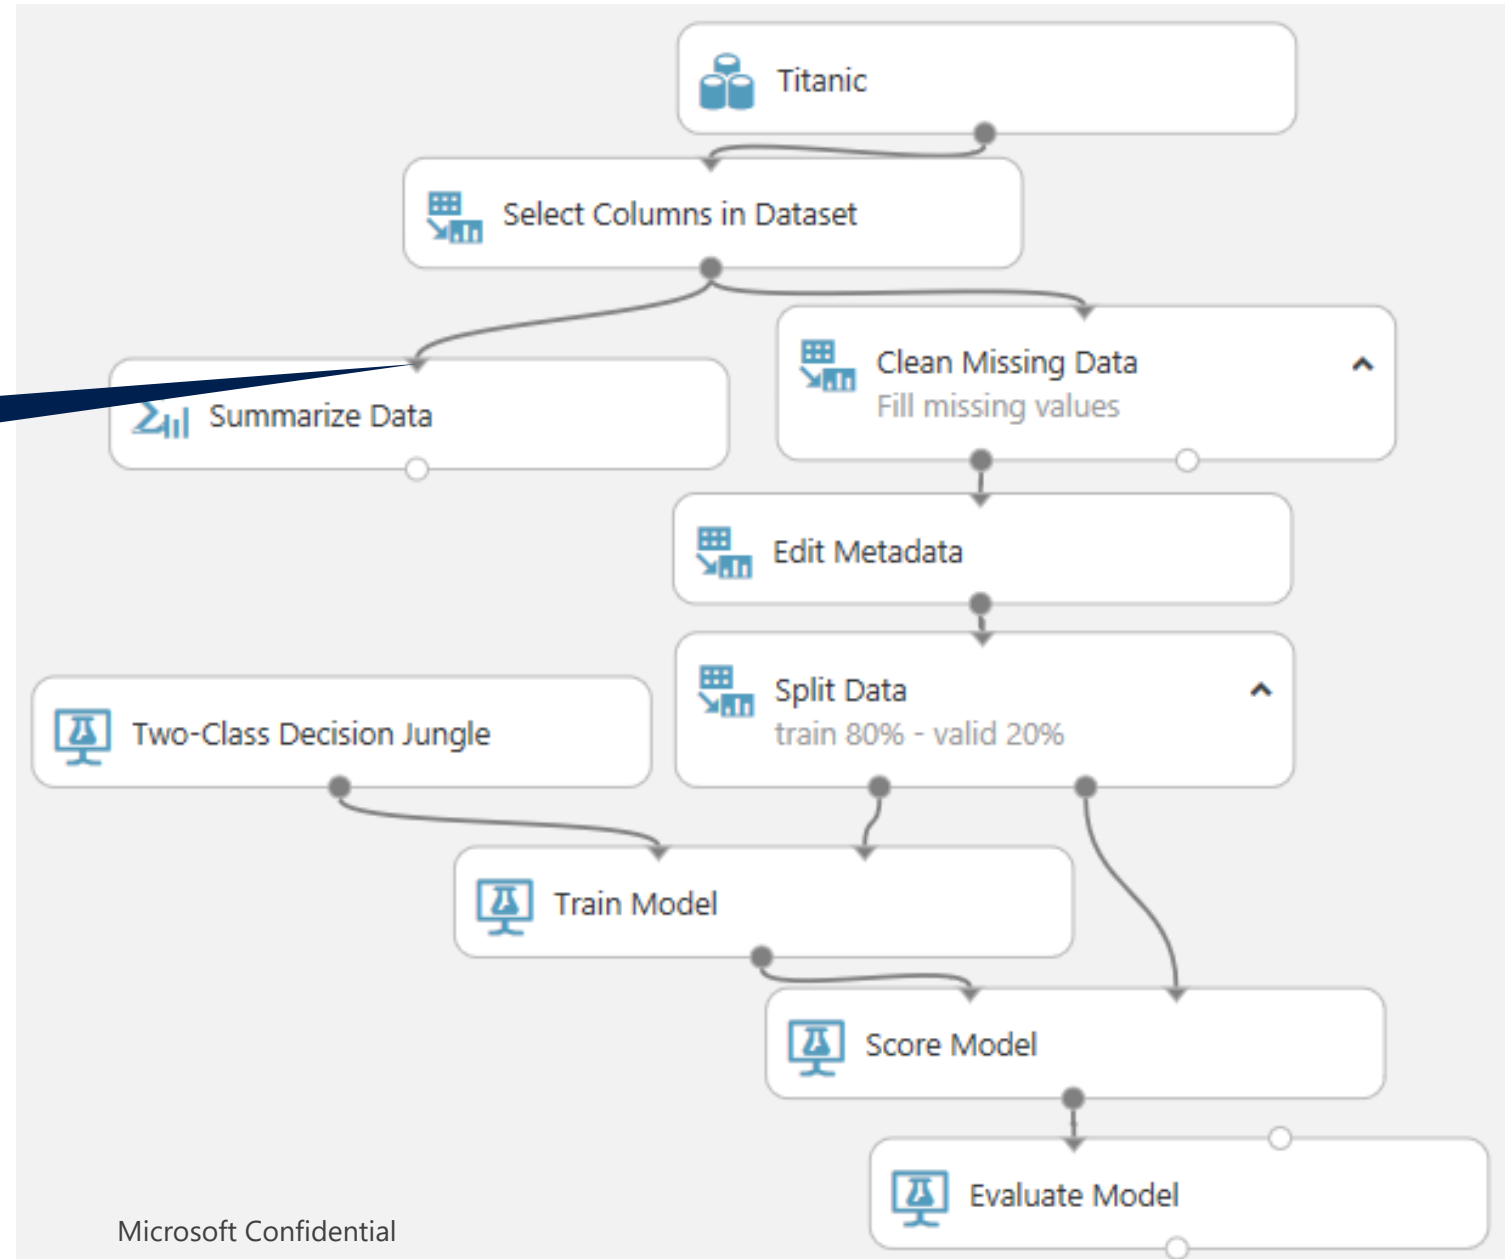 Titanic
Select Columns in Dataset
Clean Missing Data
Fill missing values
Summarize Data
Edit Metadata
Split Data
train 80% - valid 20%
Two-Class Decision Jungle
Train Model
Score Model
Evaluate Model
Microsoft Confidential